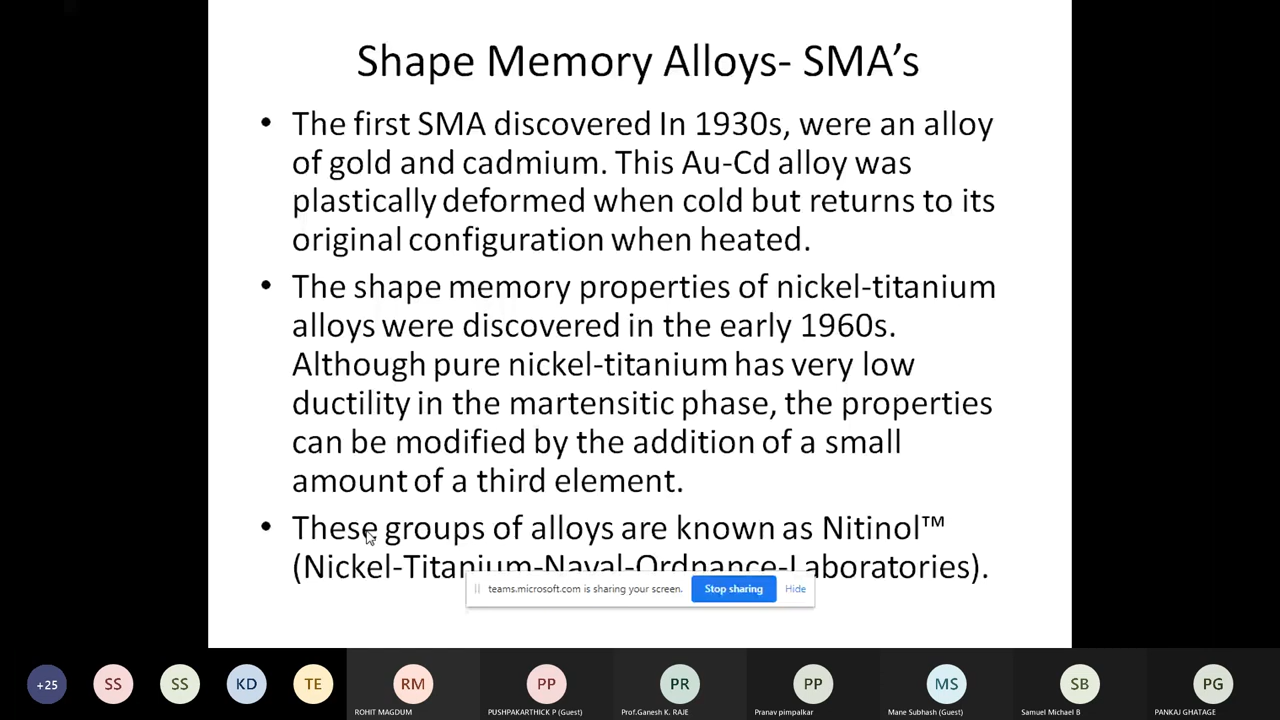 Shape Memory Alloys- SMA's
• The first SMA discovered In 1930s, were an alloy
of gold and cadmium. This Au-Cd alloy was
plastically deformed when cold but returns to its
original configuration when heated.
• The shape memory properties of nickel-titanium
alloys were discovered in the early 1960s.
Although pure nickel-titanium has very low
ductility in the martensitic phase, the properties
can be modified by the addition of a small
amount of a third element.
• These groups of alloys are known as Nitinol™
(Nickel-Titanium-Naval-Ordnance-Laboratories).
teams.microsoft.com is sharing your screen. Stop sharing Hide
+25 SS SS KD TE RM PP PR PP MS SB PG
ROHIT MAGDUM PUSHPAKARTHICK P (Guest) Prof.Ganesh K. RAJE Pranav pimpalkar Mane Subhash (Guest) Samuel Michael B PANKAJ GHATAGE